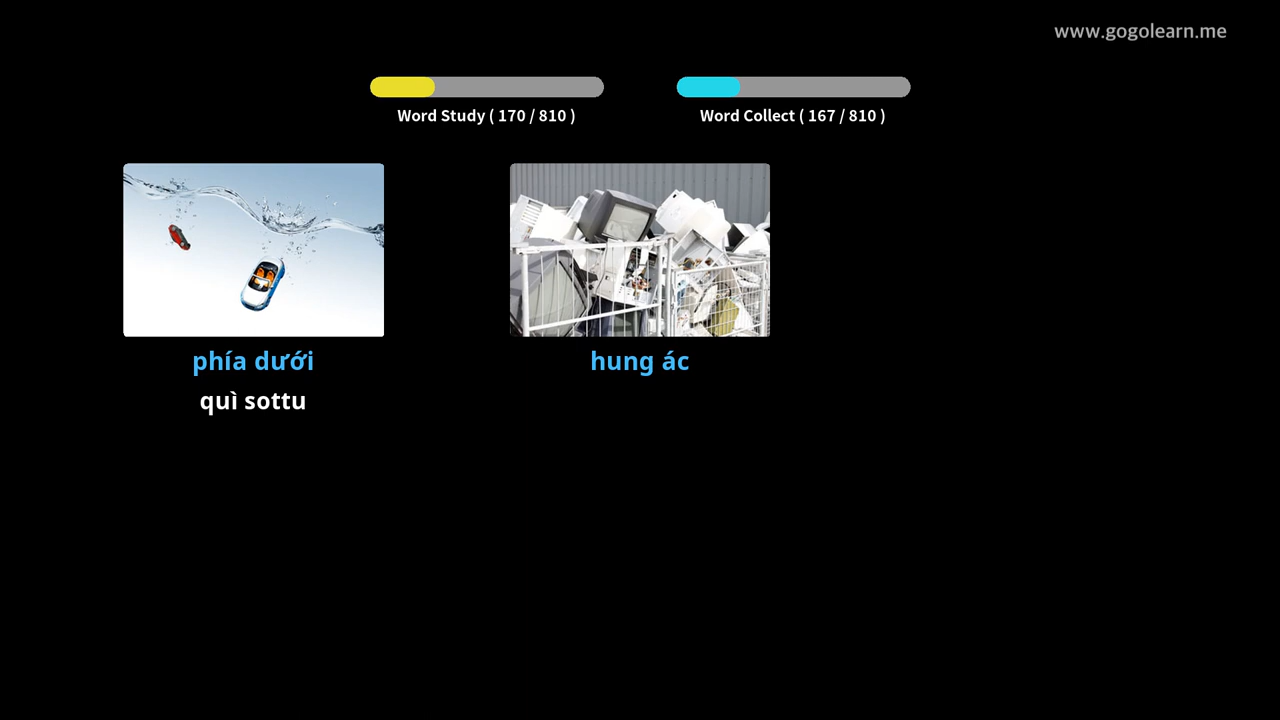 www.gogolearn.me
Word Study ( 170 / 810 )
Word Collect ( 167 / 810 )
phía dưới
quì sottu
hung ác